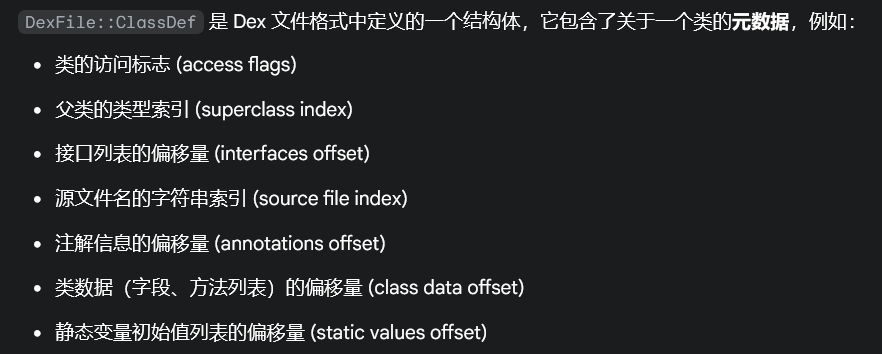 DexFile::ClassDef 是 Dex 文件格式中定义的一个结构体，它包含了关于一个类的元数据，例如：
• 类的访问标志 (access flags)
• 父类的类型索引 (superclass index)
• 接口列表的偏移量 (interfaces offset)
• 源文件名的字符串索引 (source file index)
• 注解信息的偏移量 (annotations offset)
• 类数据（字段、方法列表）的偏移量 (class data offset)
• 静态变量初始值列表的偏移量 (static values offset)